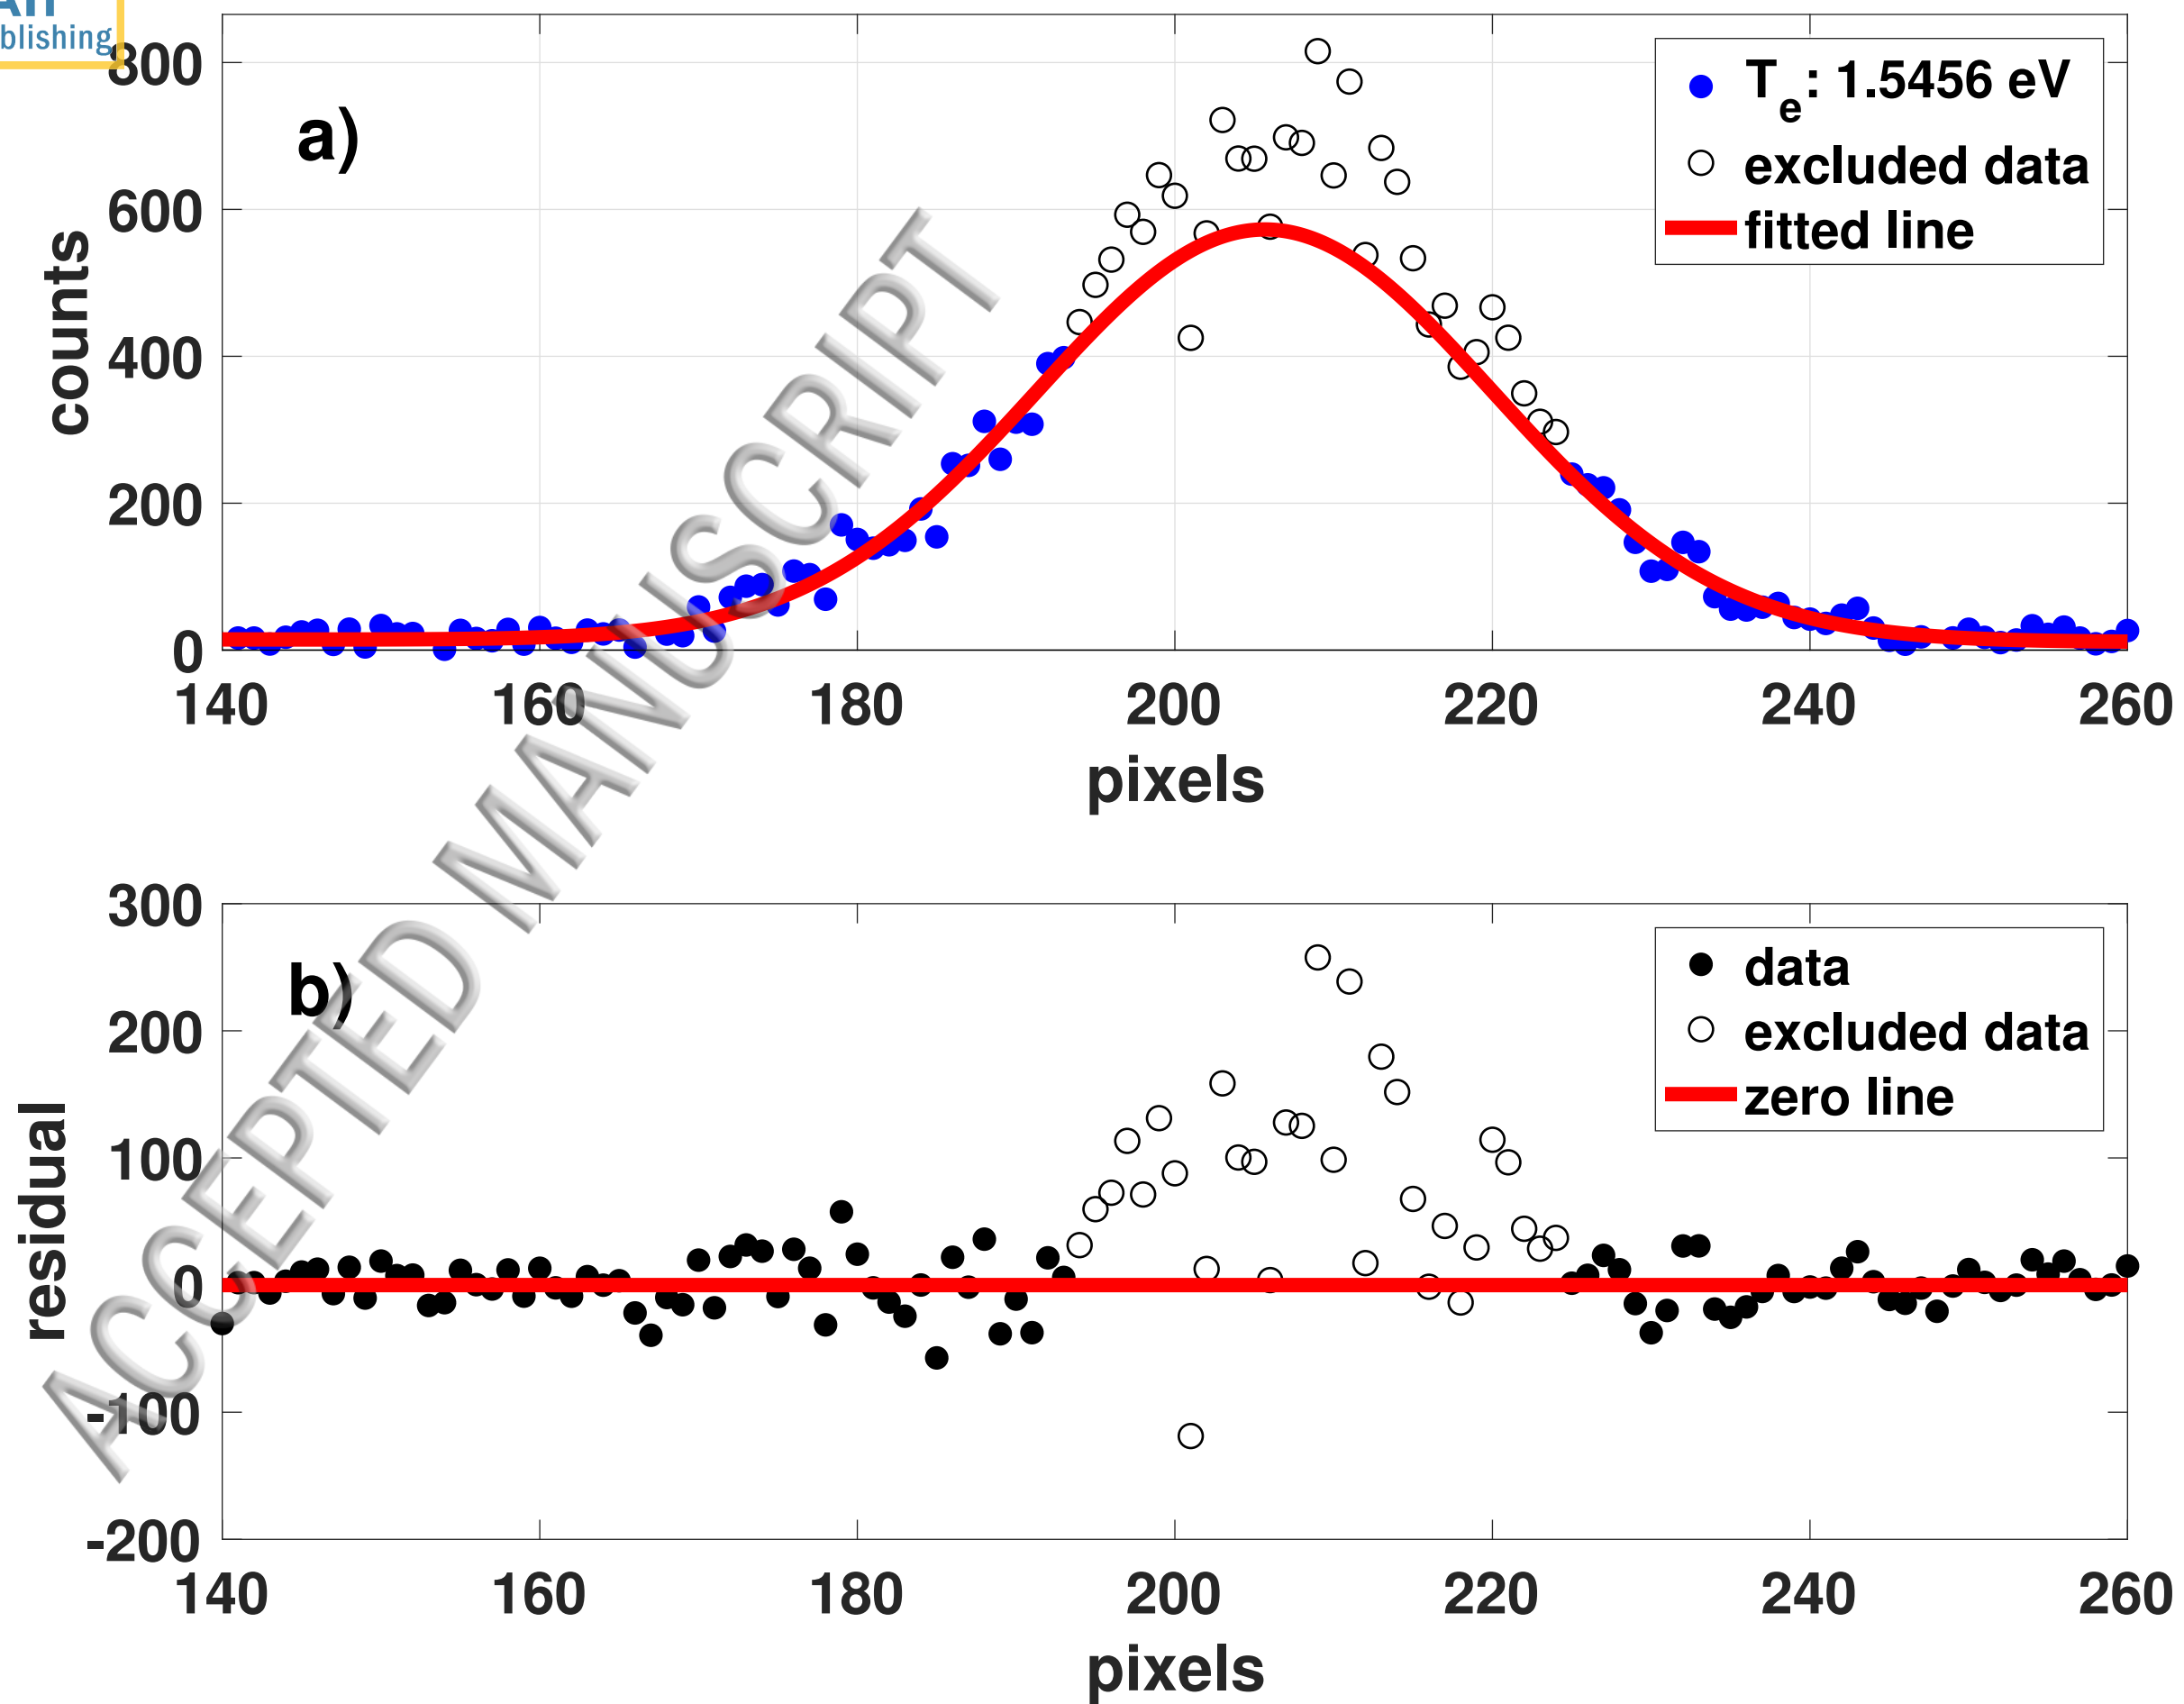 blishing
800
600
400
200
0
counts
a)
T_e: 1.5456 eV
excluded data
fitted line
140 160 180 200 220 240 260
pixels
ACCEPTED MANUSCRIPT
300
200
100
0
-100
-200
residual
b)
data
excluded data
zero line
140 160 180 200 220 240 260
pixels